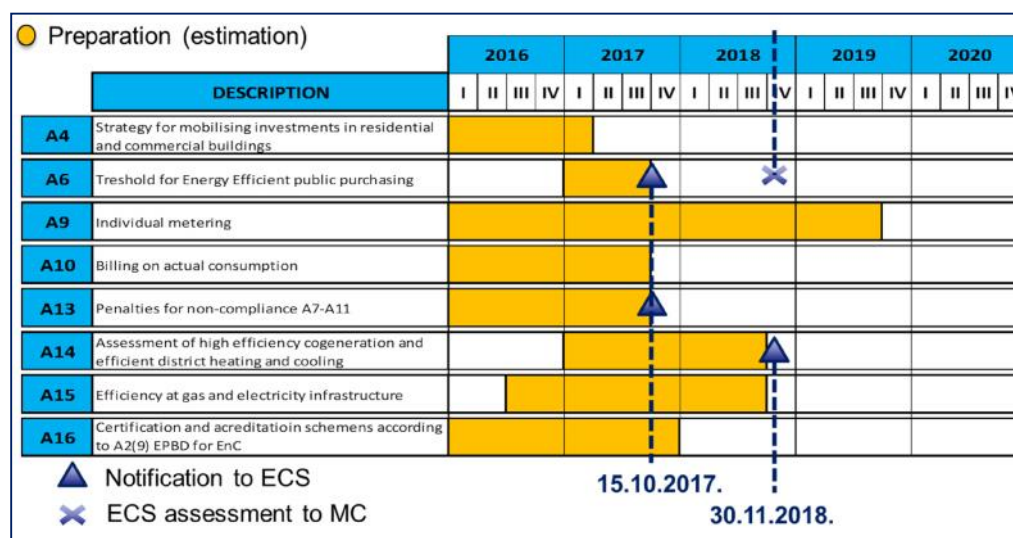 Preparation (estimation)
2016 2017 2018 2019 2020
DESCRIPTION I II III IV I II III IV I II III IV I II III IV I II III IV
A4 Strategy for mobilising investments in residential
and commercial buildings
A6 Treshold for Energy Efficient public purchasing
A9 Individual metering
A10 Billing on actual consumption
A13 Penalties for non-compliance A7-A11
A14 Assessment of high efficiency cogeneration and
efficient district heating and cooling
A15 Efficiency at gas and electricity infrastructure
A16 Certification and acreditatioin schemens according
to A2(9) EPBD for EnC
Notification to ECS
15.10.2017.
ECS assessment to MC
30.11.2018.